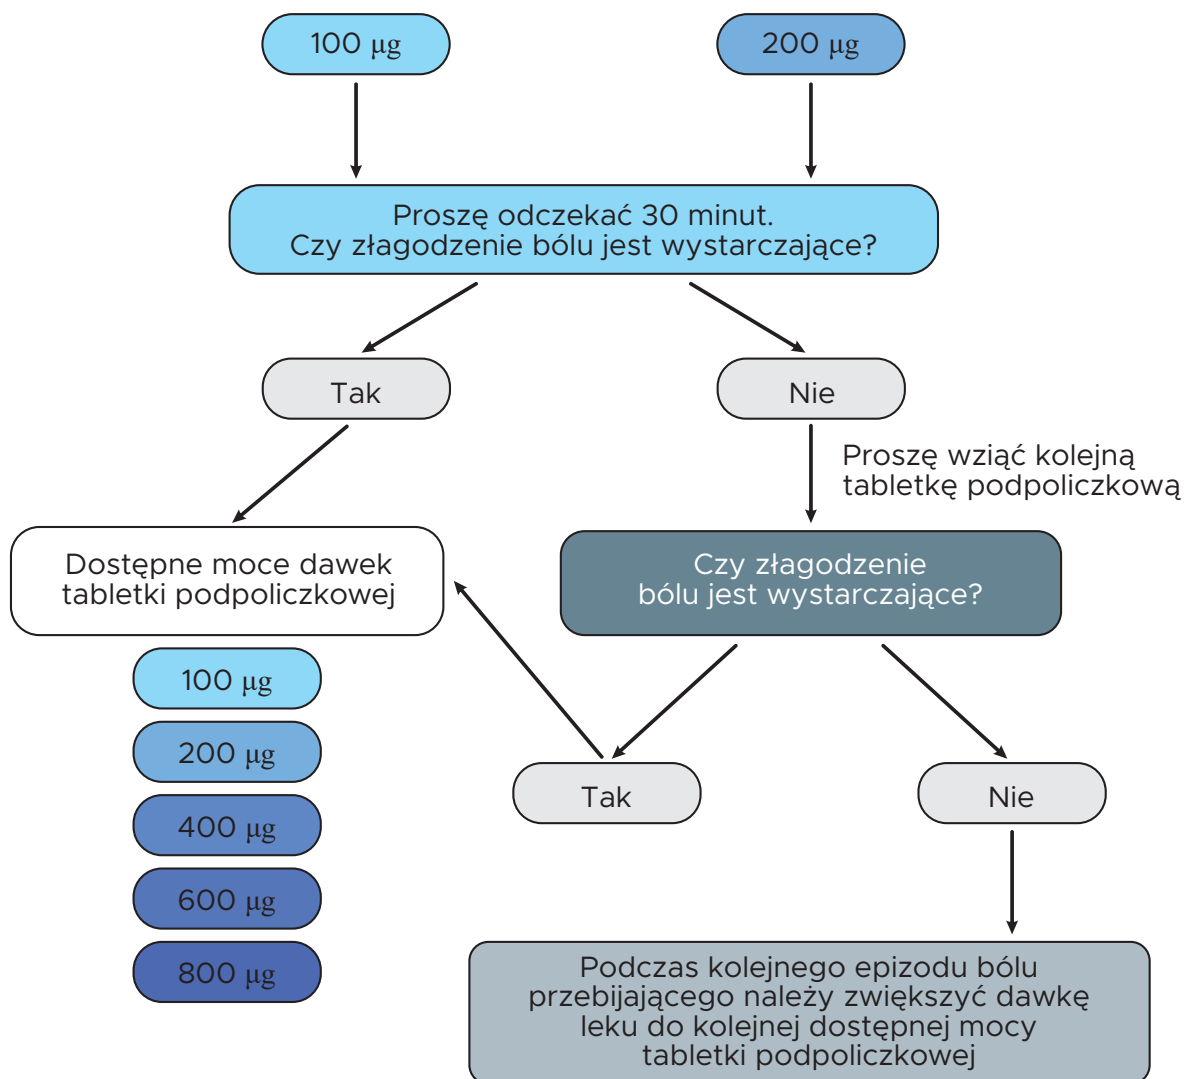 100 μg
200 μg
Proszę odczekać 30 minut.
Czy złagodzenie bólu jest wystarczające?
Tak
Nie
Proszę wziąć kolejną
tabletkę podpoliczkową
Dostępne moce dawek
tabletki podpoliczkowej
Czy złagodzenie
bólu jest wystarczające?
100 μg
200 μg
400 μg
600 μg
800 μg
Tak
Nie
Podczas kolejnego epizodu bólu
przebijającego należy zwiększyć dawkę
leku do kolejnej dostępnej mocy
tabletki podpoliczkowej